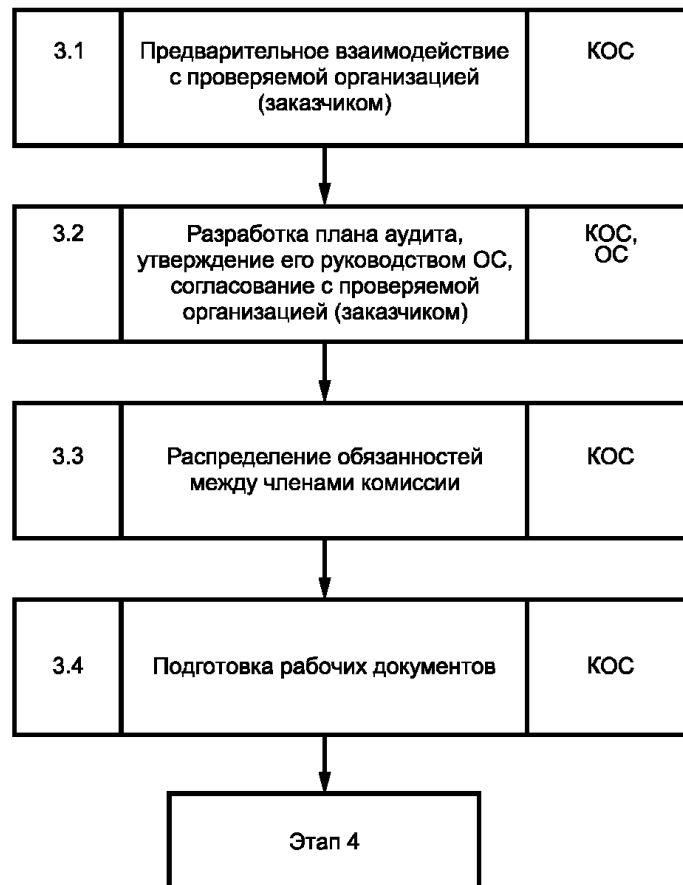 3.1
Предварительное взаимодействие
с проверяемой организацией
(заказчиком)
КОС
3.2
Разработка плана аудита,
утверждение его руководством ОС,
согласование с проверяемой
организацией (заказчиком)
КОС,
ОС
3.3
Распределение обязанностей
между членами комиссии
КОС
3.4
Подготовка рабочих документов
КОС
Этап 4